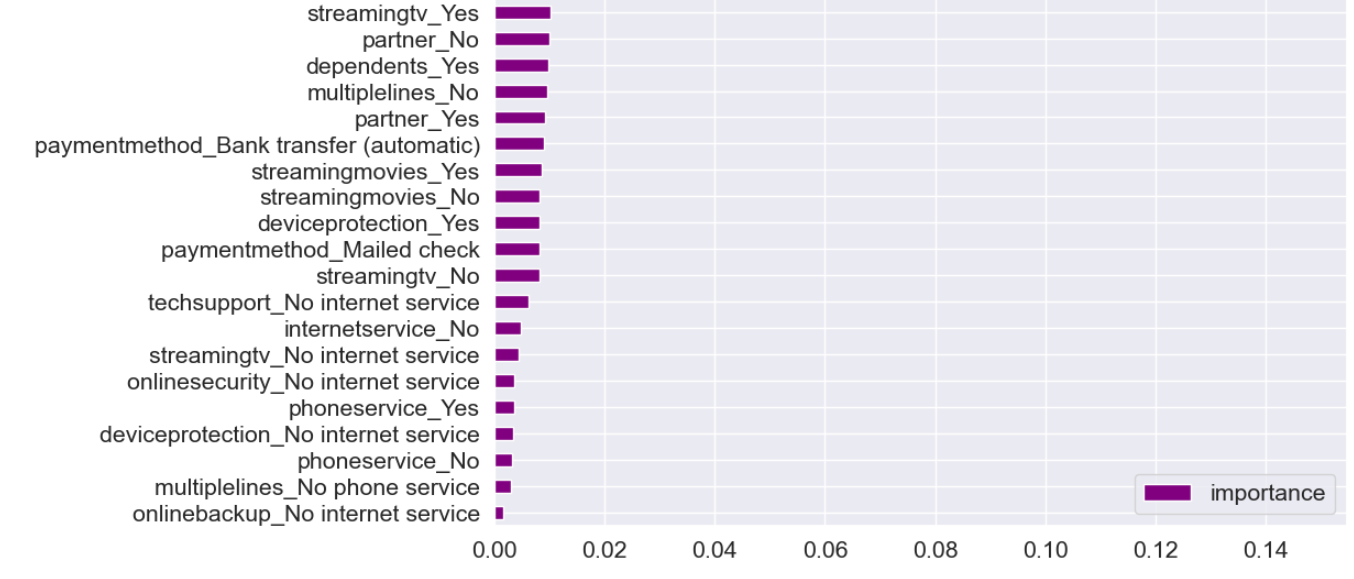 streamingtv_Yes
partner_No
dependents_Yes
multiplelines_No
partner_Yes
paymentmethod_Bank transfer (automatic)
streamingmovies_Yes
streamingmovies_No
deviceprotection_Yes
paymentmethod_Mailed check
streamingtv_No
techsupport_No internet service
internetservice_No
streamingtv_No internet service
onlinesecurity_No internet service
phoneservice_Yes
deviceprotection_No internet service
phoneservice_No
multiplelines_No phone service
onlinebackup_No internet service
importance
0.00 0.02 0.04 0.06 0.08 0.10 0.12 0.14